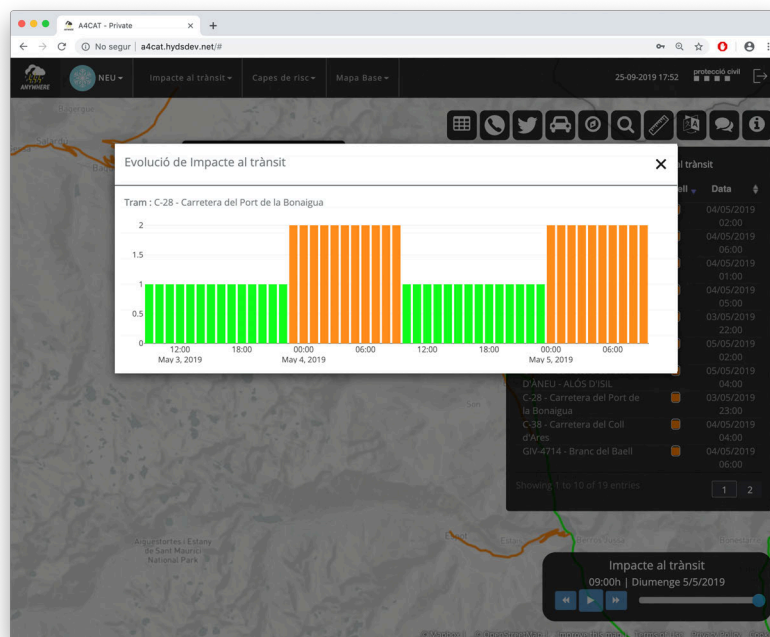 A4CAT - Private
No segur | a4cat.hydsdev.net/#
ANYWHERE
NEU
Impacte al trànsit
Capes de risc
Mapa Base
25-09-2019 17:52
protecció civil
Salardú
Evolució de Impacte al trànsit
al trànsit
Tram : C-28 - Carretera del Port de la Bonaigua
ell
Data
2
1.5
1
0.5
0
12:00
May 3, 2019
18:00
00:00
May 4, 2019
06:00
12:00
18:00
00:00
May 5, 2019
06:00
04/05/2019
02:00
04/05/2019
06:00
04/05/2019
01:00
04/05/2019
05:00
03/05/2019
22:00
05/05/2019
02:00
05/05/2019
D'ÀNEU - ALÓS D'ISIL
04:00
C-28 - Carretera del Port de
03/05/2019
la Bonaigua
23:00
C-38 - Carretera del Coll
04/05/2019
d'Ares
04:00
GIV-4714 - Branc del Baell
04/05/2019
06:00
Showing 1 to 10 of 19 entries
1
2
Aigüestortes i Estany
de Sant Maurici
National Park
Espot
Impacte al trànsit
09:00h | Diumenge 5/5/2019